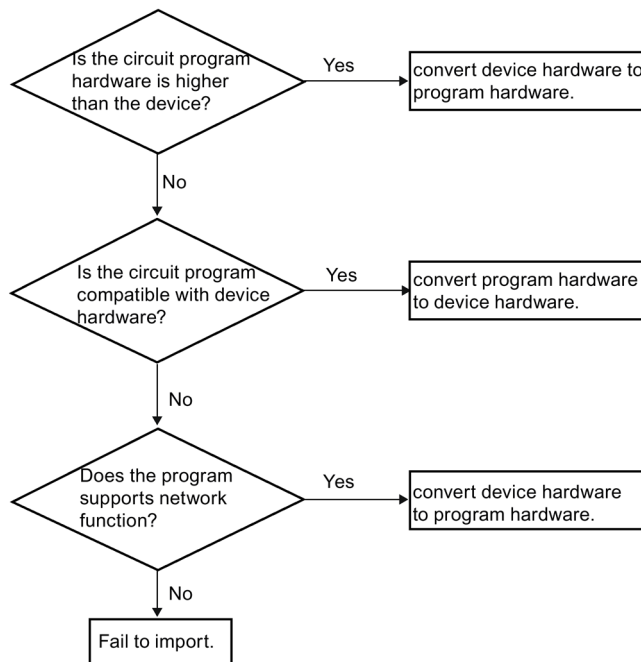 Is the circuit program
hardware is higher
than the device?
Yes
convert device hardware to
program hardware.
No
Is the circuit program
compatible with device
hardware?
Yes
convert program hardware
to device hardware.
No
Does the program
supports network
function?
Yes
convert device hardware
to program hardware.
No
Fail to import.